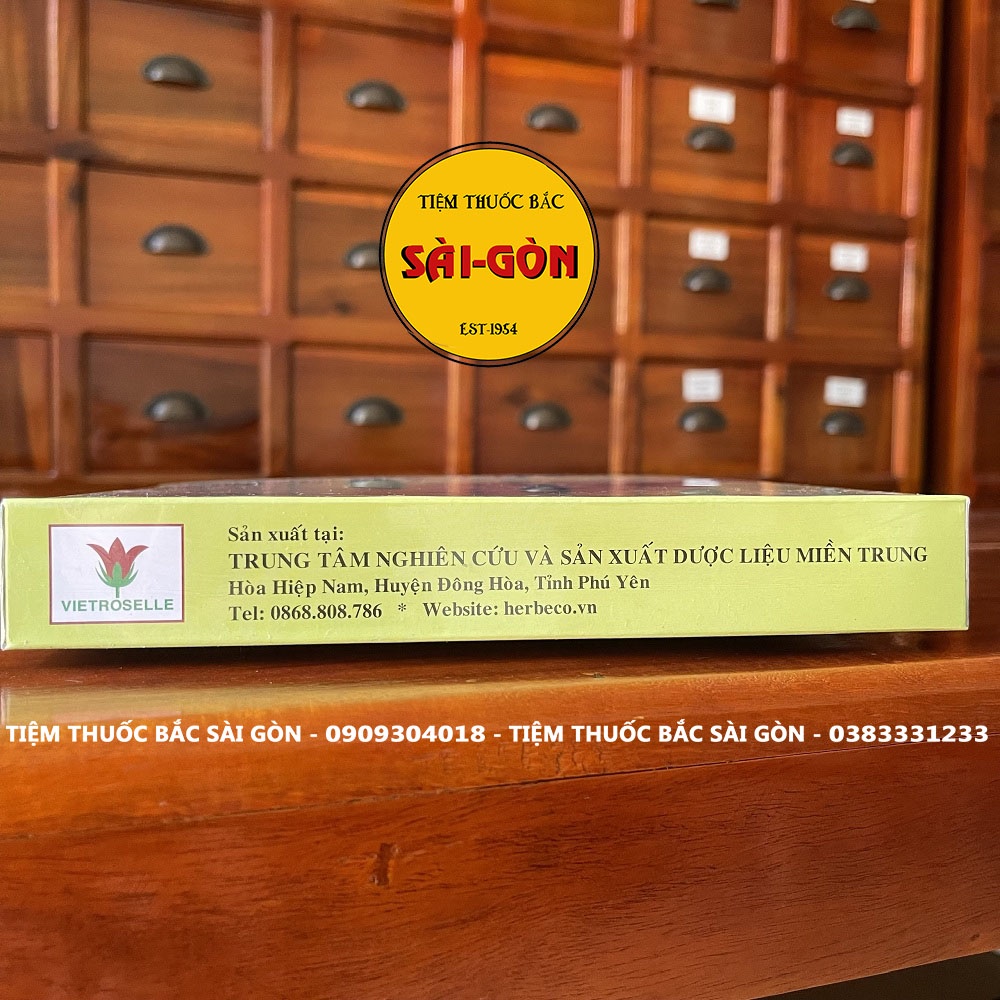 TIỆM THUỐC BẮC
SÀI-GÒN
EST-1954
VIETROSELLE
Sản xuất tại:
TRUNG TÂM NGHIÊN CỨU VÀ SẢN XUẤT DƯỢC LIỆU MIỀN TRUNG
Hòa Hiệp Nam, Huyện Đông Hòa, Tỉnh Phú Yên
Tel: 0868.808.786 * Website: herbeco.vn
TIỆM THUỐC BẮC SÀI GÒN - 0909304018 - TIỆM THUỐC BẮC SÀI GÒN - 0383331233